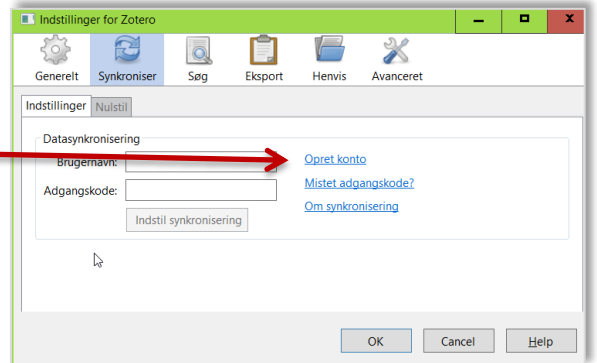 Indstillinger for Zotero
Generelt Synkroniser Søg Eksport Henvis Avanceret
Indstillinger Nulstil
Datasynkronisering
Brugernavn: Opret konto
Adgangskode: Mistet adgangskode?
Om synkronisering
Indstil synkronisering
OK Cancel Help